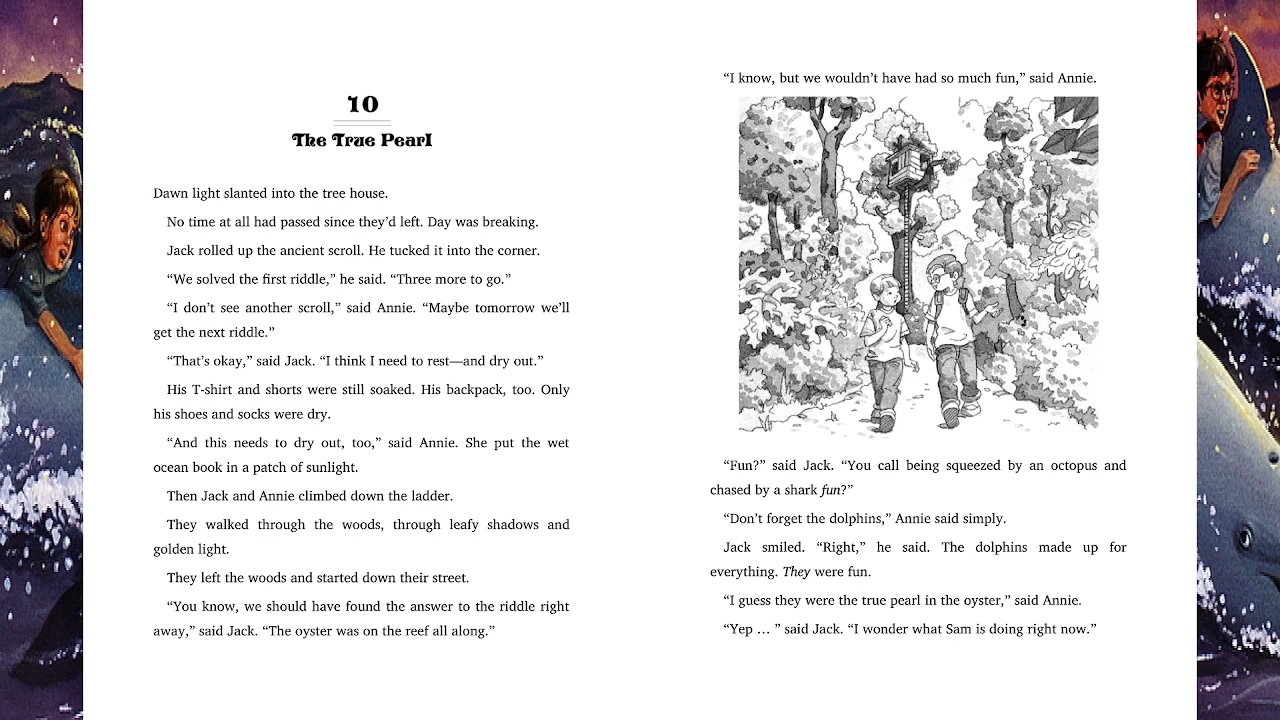 10
The True Pearl
Dawn light slanted into the tree house.
No time at all had passed since they’d left. Day was breaking.
Jack rolled up the ancient scroll. He tucked it into the corner.
“We solved the first riddle,” he said. “Three more to go.”
“I don’t see another scroll,” said Annie. “Maybe tomorrow we’ll
get the next riddle.”
“That’s okay,” said Jack. “I think I need to rest—and dry out.”
His T-shirt and shorts were still soaked. His backpack, too. Only
his shoes and socks were dry.
“And this needs to dry out, too,” said Annie. She put the wet
ocean book in a patch of sunlight.
Then Jack and Annie climbed down the ladder.
They walked through the woods, through leafy shadows and
golden light.
They left the woods and started down their street.
“You know, we should have found the answer to the riddle right
away,” said Jack. “The oyster was on the reef all along.”
“I know, but we wouldn’t have had so much fun,” said Annie.
“Fun?” said Jack. “You call being squeezed by an octopus and
chased by a shark fun?”
“Don’t forget the dolphins,” Annie said simply.
Jack smiled. “Right,” he said. The dolphins made up for
everything. They were fun.
“I guess they were the true pearl in the oyster,” said Annie.
“Yep … ” said Jack. “I wonder what Sam is doing right now.”